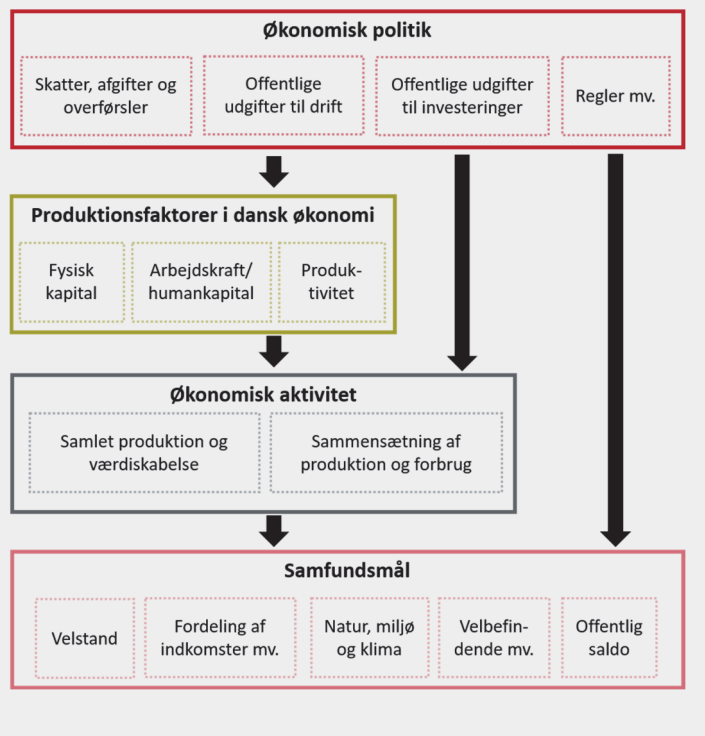 Økonomisk politik
Skatter, afgifter og
overførsler
Offentlige
udgifter til drift
Offentlige udgifter
til investeringer
Regler mv.
Produktionsfaktorer i dansk økonomi
Fysisk
kapital
Arbejdskraft/
humankapital
Produk-
tivitet
Økonomisk aktivitet
Samlet produktion og
værdiskabelse
Sammensætning af
produktion og forbrug
Samfundsmål
Velstand
Fordeling af
indkomster mv.
Natur, miljø
og klima
Velbefin-
dende mv.
Offentlig
saldo